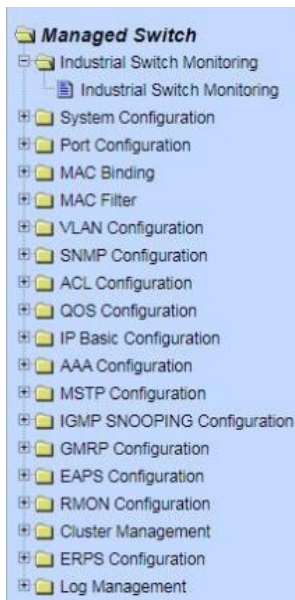 Managed Switch
Industrial Switch Monitoring
Industrial Switch Monitoring
System Configuration
Port Configuration
MAC Binding
MAC Filter
VLAN Configuration
SNMP Configuration
ACL Configuration
QOS Configuration
IP Basic Configuration
AAA Configuration
MSTP Configuration
IGMP SNOOPING Configuration
GMRP Configuration
EAPS Configuration
RMON Configuration
Cluster Management
ERPS Configuration
Log Management